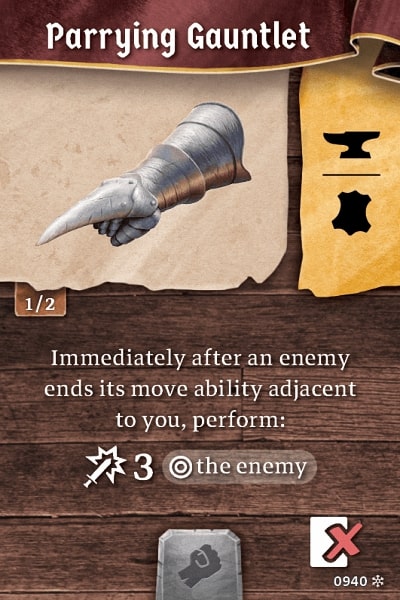 Parrying Gauntlet
1/2
Immediately after an enemy
ends its move ability adjacent
to you, perform:
3 the enemy
0940